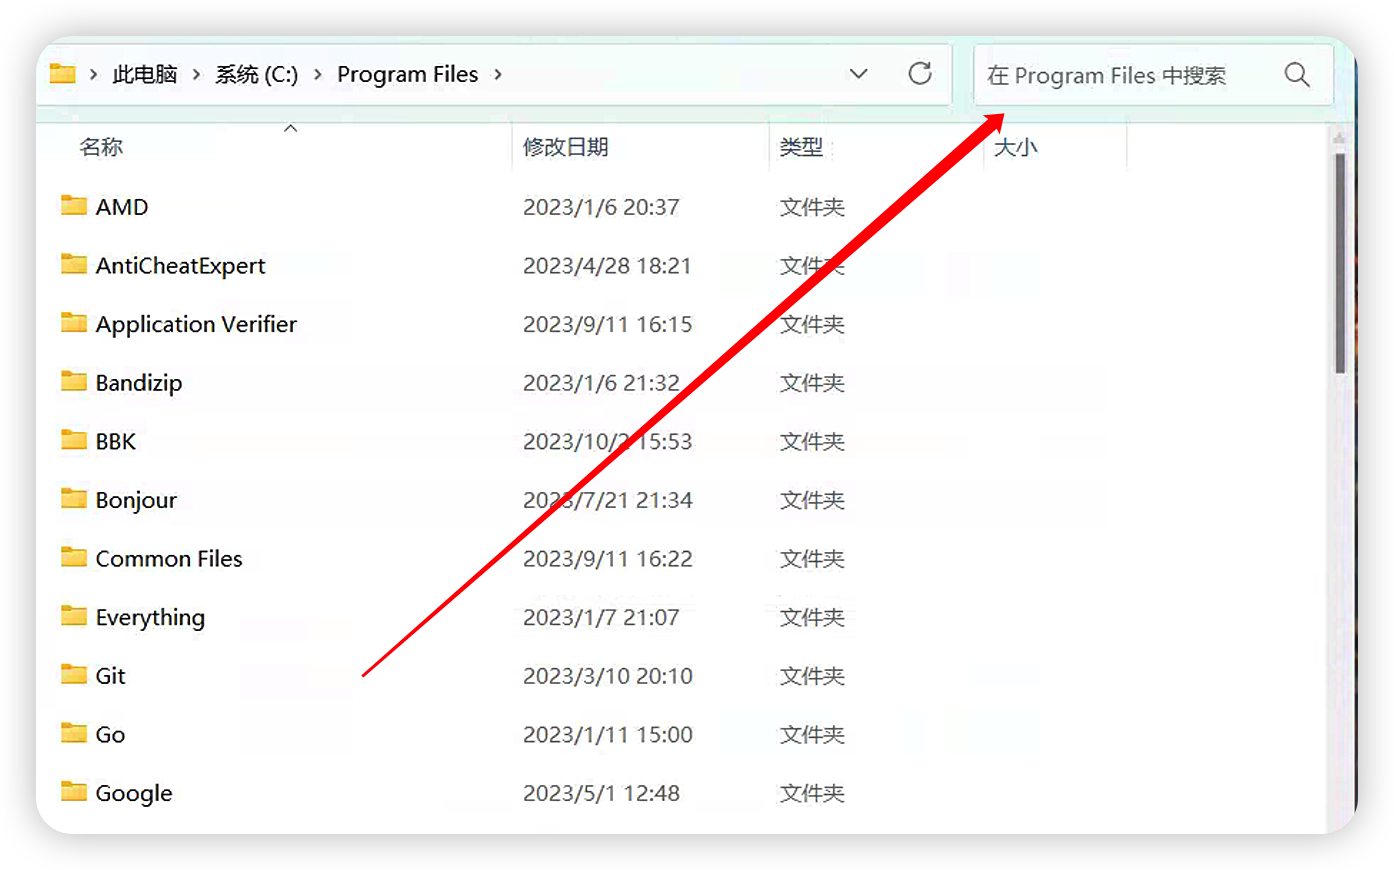 此电脑 › 系统 (C:) › Program Files ›
在 Program Files 中搜索
名称 修改日期 类型 大小
AMD 2023/1/6 20:37 文件夹
AntiCheatExpert 2023/4/28 18:21 文件夹
Application Verifier 2023/9/11 16:15 文件夹
Bandizip 2023/1/6 21:32 文件夹
BBK 2023/10/2 15:53 文件夹
Bonjour 2023/7/21 21:34 文件夹
Common Files 2023/9/11 16:22 文件夹
Everything 2023/1/7 21:07 文件夹
Git 2023/3/10 20:10 文件夹
Go 2023/1/11 15:00 文件夹
Google 2023/5/1 12:48 文件夹